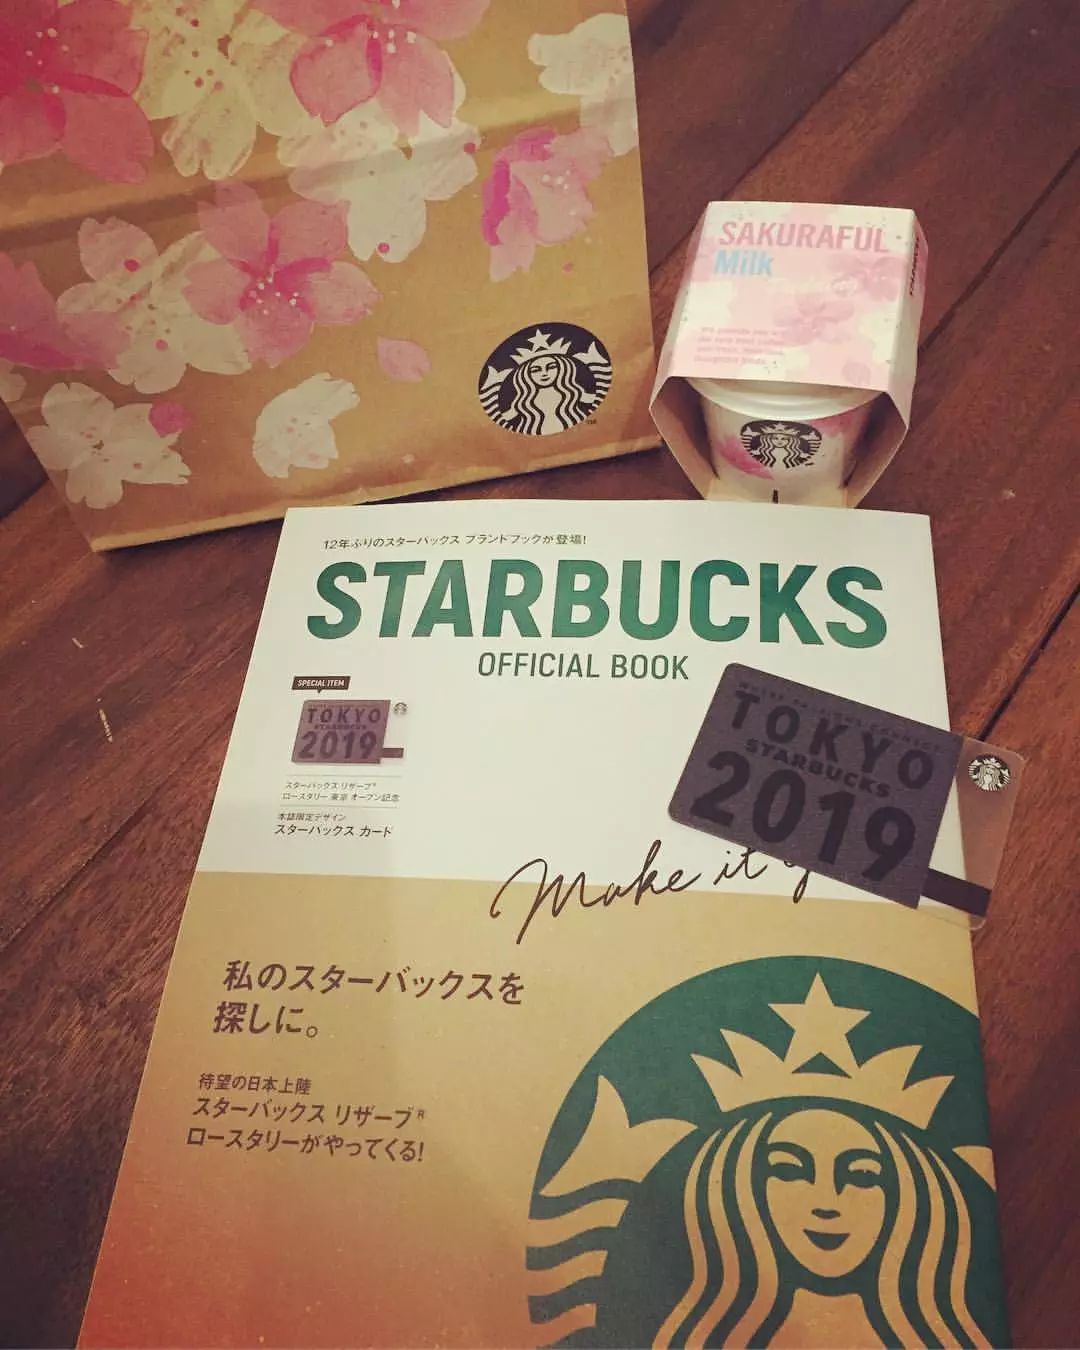 SAKURAFUL
Milk
Pudding
TM
12年ぶりのスターバックス ブランドブックが登場!
STARBUCKS
OFFICIAL BOOK
SPECIAL ITEM
TOKYO
STARBUCKS
2019
スターバックス リザーブ®
ロースタリー 東京 オープン記念
本誌限定デザイン
スターバックス カード
TOKYO
STARBUCKS
2019
Make it
私のスターバックスを
探しに。
待望の日本上陸
スターバックス リザーブ®
ロースタリーがやってくる!